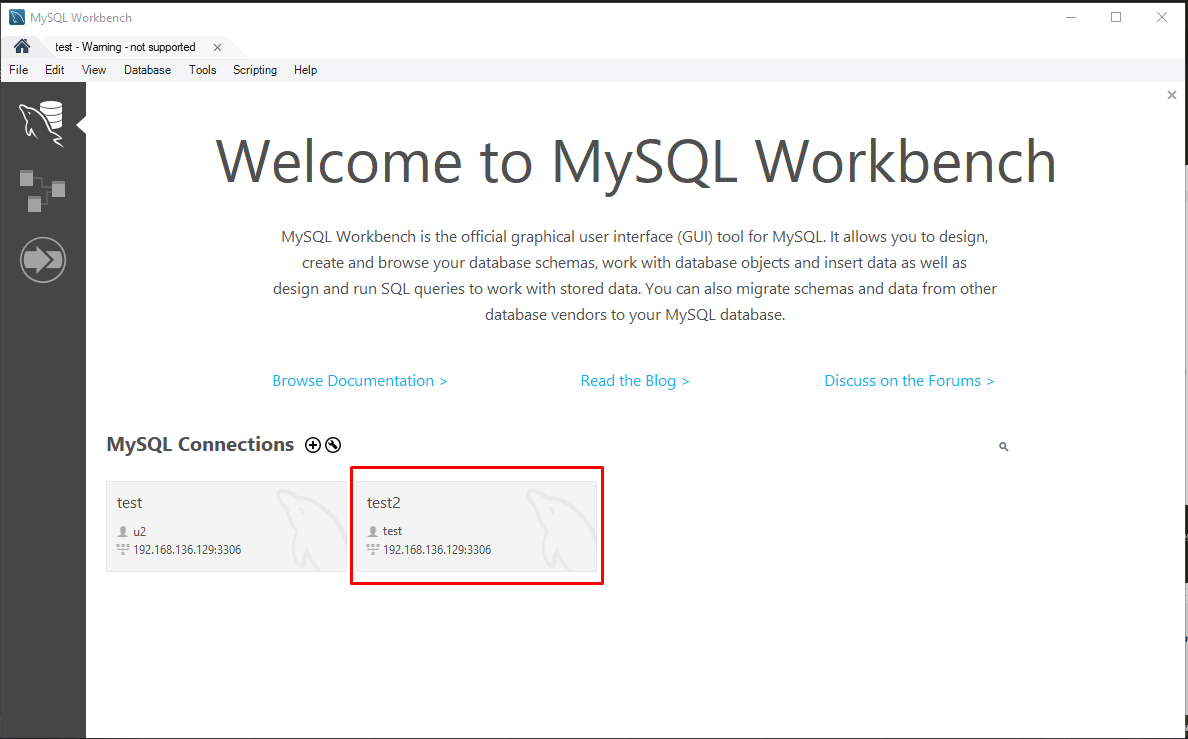 MySQL Workbench
test - Warning - not supported
File Edit View Database Tools Scripting Help
Welcome to MySQL Workbench
MySQL Workbench is the official graphical user interface (GUI) tool for MySQL. It allows you to design,
create and browse your database schemas, work with database objects and insert data as well as
design and run SQL queries to work with stored data. You can also migrate schemas and data from other
database vendors to your MySQL database.
Browse Documentation > Read the Blog > Discuss on the Forums >
MySQL Connections
test
u2
192.168.136.129:3306
test2
test
192.168.136.129:3306